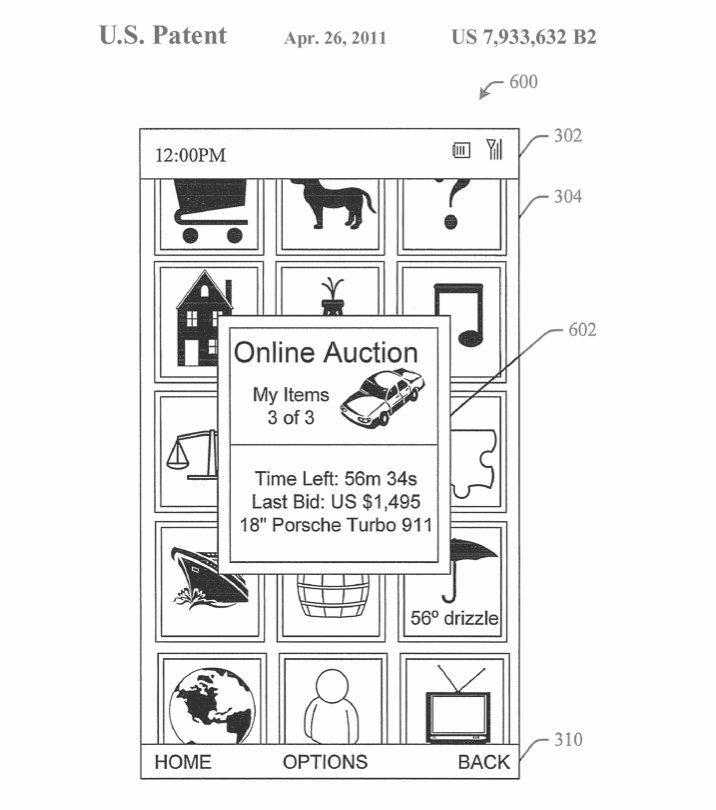 U.S. Patent Apr. 26, 2011 US 7,933,632 B2
600
302
12:00PM
304
602
Online Auction
My Items
3 of 3
Time Left: 56m 34s
Last Bid: US $1,495
18" Porsche Turbo 911
56º drizzle
310
HOME OPTIONS BACK